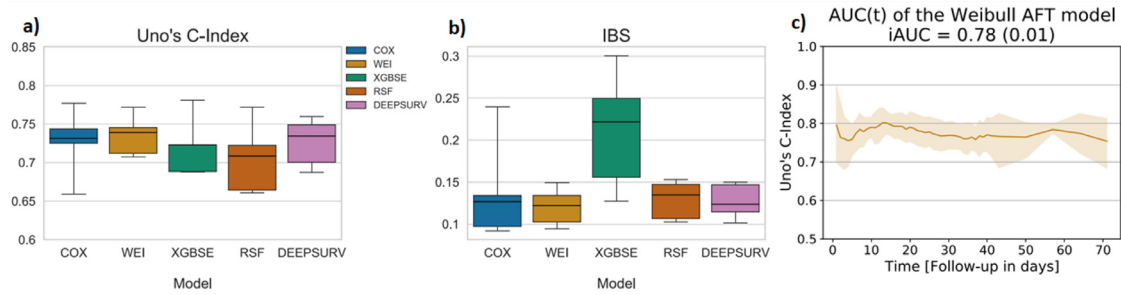 a)
Uno's C-Index
0.85
0.8
0.75
0.7
0.65
0.6
COX
WEI
XGBSE
RSF
DEEPSURV
Model
COX
WEI
XGBSE
RSF
DEEPSURV
b)
IBS
0.3
0.25
0.2
0.15
0.1
COX
WEI
XGBSE
RSF
DEEPSURV
Model
c)
AUC(t) of the Weibull AFT model
iAUC = 0.78 (0.01)
Uno's C-Index
1.0
0.9
0.8
0.7
0.6
0.5
0
10
20
30
40
50
60
70
Time [Follow-up in days]